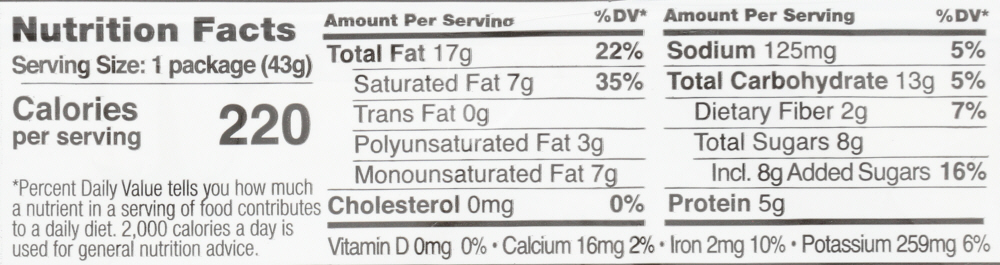 Nutrition Facts
Serving Size: 1 package (43g)
Calories
per serving
220
*Percent Daily Value tells you how much
a nutrient in a serving of food contributes
to a daily diet. 2,000 calories a day is
used for general nutrition advice.
Amount Per Serving %DV*
Total Fat 17g 22%
Saturated Fat 7g 35%
Trans Fat 0g
Polyunsaturated Fat 3g
Monounsaturated Fat 7g
Cholesterol 0mg 0%
Amount Per Serving %DV*
Sodium 125mg 5%
Total Carbohydrate 13g 5%
Dietary Fiber 2g 7%
Total Sugars 8g
Incl. 8g Added Sugars 16%
Protein 5g
Vitamin D 0mg 0% • Calcium 16mg 2% • Iron 2mg 10% • Potassium 259mg 6%